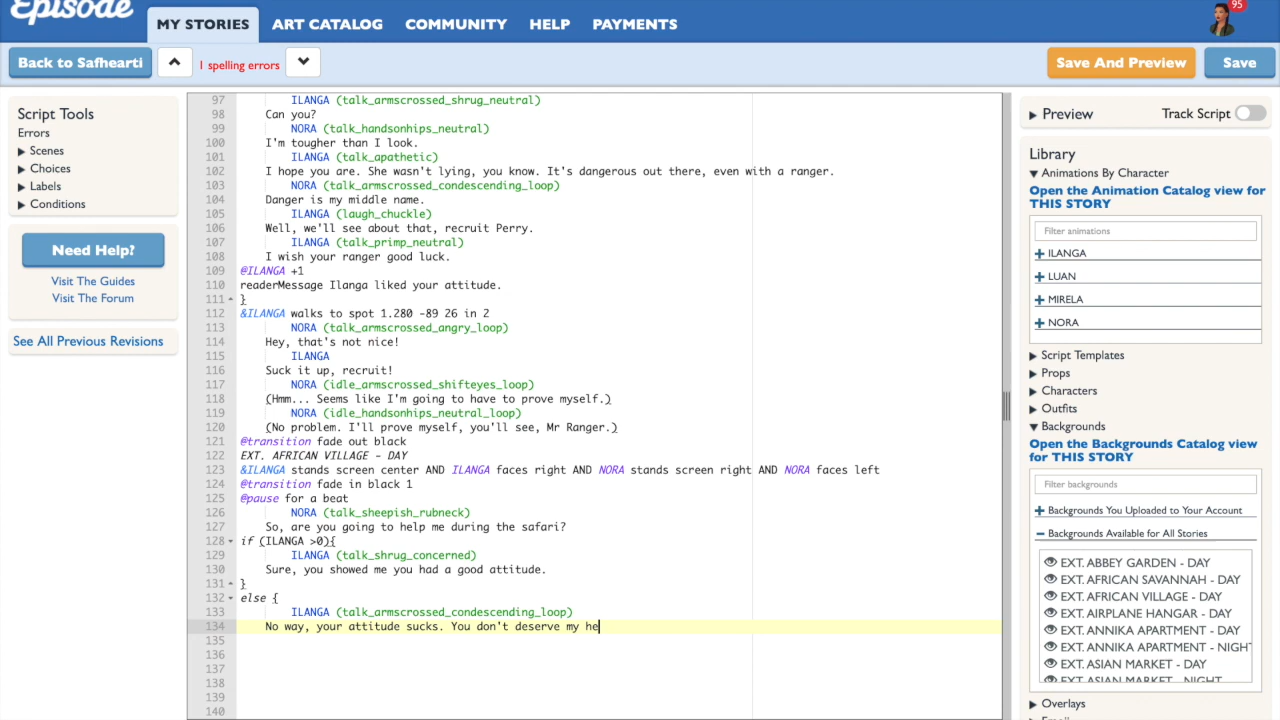 Episode
MY STORIES
ART CATALOG
COMMUNITY
HELP
PAYMENTS
95
Back to Safhearti
1 spelling errors
Save And Preview
Save
Script Tools
Errors
Scenes
Choices
Labels
Conditions
Need Help?
Visit The Guides
Visit The Forum
See All Previous Revisions
97 ILANGA (talk_armscrossed_shrug_neutral)
98 Can you?
99 NORA (talk_handsonhips_neutral)
100 I'm tougher than I look.
101 ILANGA (talk_apathetic)
102 I hope you are. She wasn't lying, you know. It's dangerous out there, even with a ranger.
103 NORA (talk_armscrossed_condescending_loop)
104 Danger is my middle name.
105 ILANGA (laugh_chuckle)
106 Well, we'll see about that, recruit Perry.
107 ILANGA (talk_primp_neutral)
108 I wish your ranger good luck.
109 @ILANGA +1
110 readerMessage Ilanga liked your attitude.
111 }
112 &ILANGA walks to spot 1.280 -89 26 in 2
113 NORA (talk_armscrossed_angry_loop)
114 Hey, that's not nice!
115 ILANGA
116 Suck it up, recruit!
117 NORA (idle_armscrossed_shifteyes_loop)
118 (Hmm... Seems like I'm going to have to prove myself.)
119 NORA (idle_handsonhips_neutral_loop)
120 (No problem. I'll prove myself, you'll see, Mr Ranger.)
121 @transition fade out black
122 EXT. AFRICAN VILLAGE - DAY
123 &ILANGA stands screen center AND ILANGA faces right AND NORA stands screen right AND NORA faces left
124 @transition fade in black 1
125 @pause for a beat
126 NORA (talk_sheepish_rubneck)
127 So, are you going to help me during the safari?
128 if (ILANGA >0){
129 ILANGA (talk_shrug_concerned)
130 Sure, you showed me you had a good attitude.
131 }
132 else {
133 ILANGA (talk_armscrossed_condescending_loop)
134 No way, your attitude sucks. You don't deserve my he
135
136
137
138
139
140
Preview
Track Script
Library
Animations By Character
Open the Animation Catalog view for
THIS STORY
Filter animations
ILANGA
LUAN
MIRELA
NORA
Script Templates
Props
Characters
Outfits
Backgrounds
Open the Backgrounds Catalog view
for THIS STORY
Filter backgrounds
Backgrounds You Uploaded to Your Account
Backgrounds Available for All Stories
EXT. ABBEY GARDEN - DAY
EXT. AFRICAN SAVANNAH - DAY
EXT. AFRICAN VILLAGE - DAY
EXT. AIRPLANE HANGAR - DAY
EXT. ANNIKA APARTMENT - DAY
EXT. ANNIKA APARTMENT - NIGH
EXT. ASIAN MARKET - DAY
EXT. ASIAN MARKET - NIGHT
Overlays